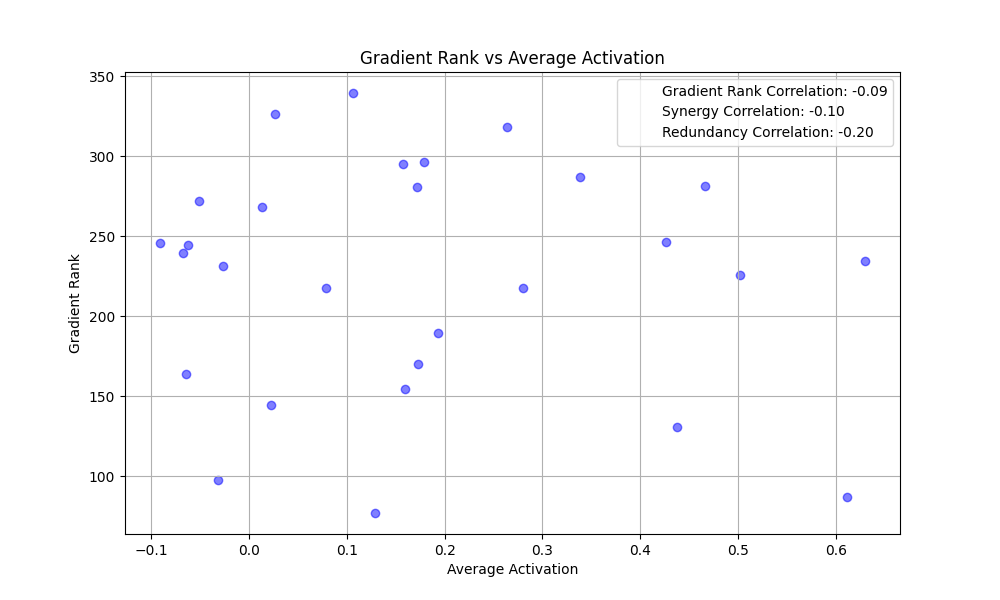 Gradient Rank vs Average Activation
Gradient Rank Correlation: -0.09
Synergy Correlation: -0.10
Redundancy Correlation: -0.20
350
300
250
200
150
100
Gradient Rank
−0.1
0.0
0.1
0.2
0.3
0.4
0.5
0.6
Average Activation